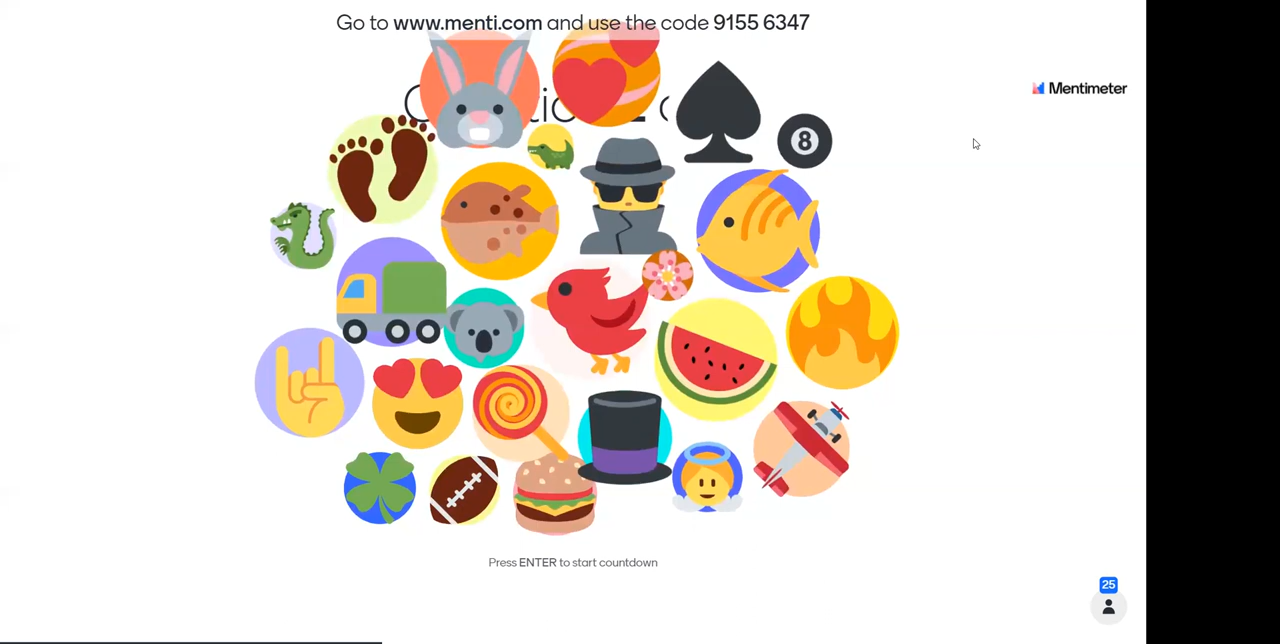 Go to www.menti.com and use the code 9155 6347
Mentimeter
8
Press ENTER to start countdown
25